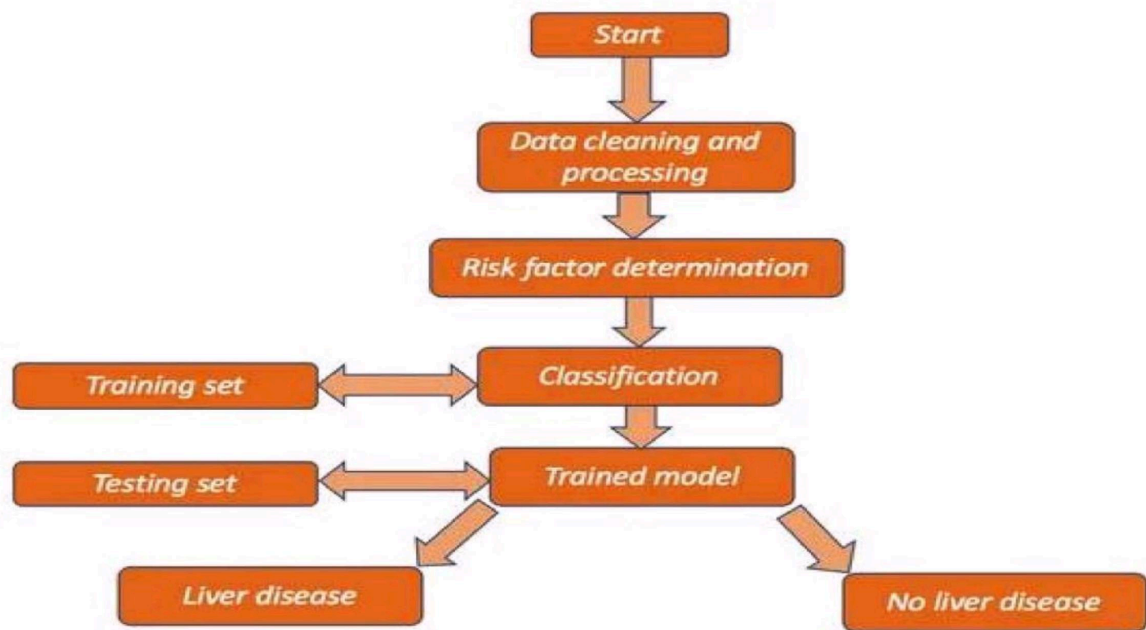 Start
Data cleaning and
processing
Risk factor determination
Classification
Training set
Trained model
Testing set
Liver disease
No liver disease